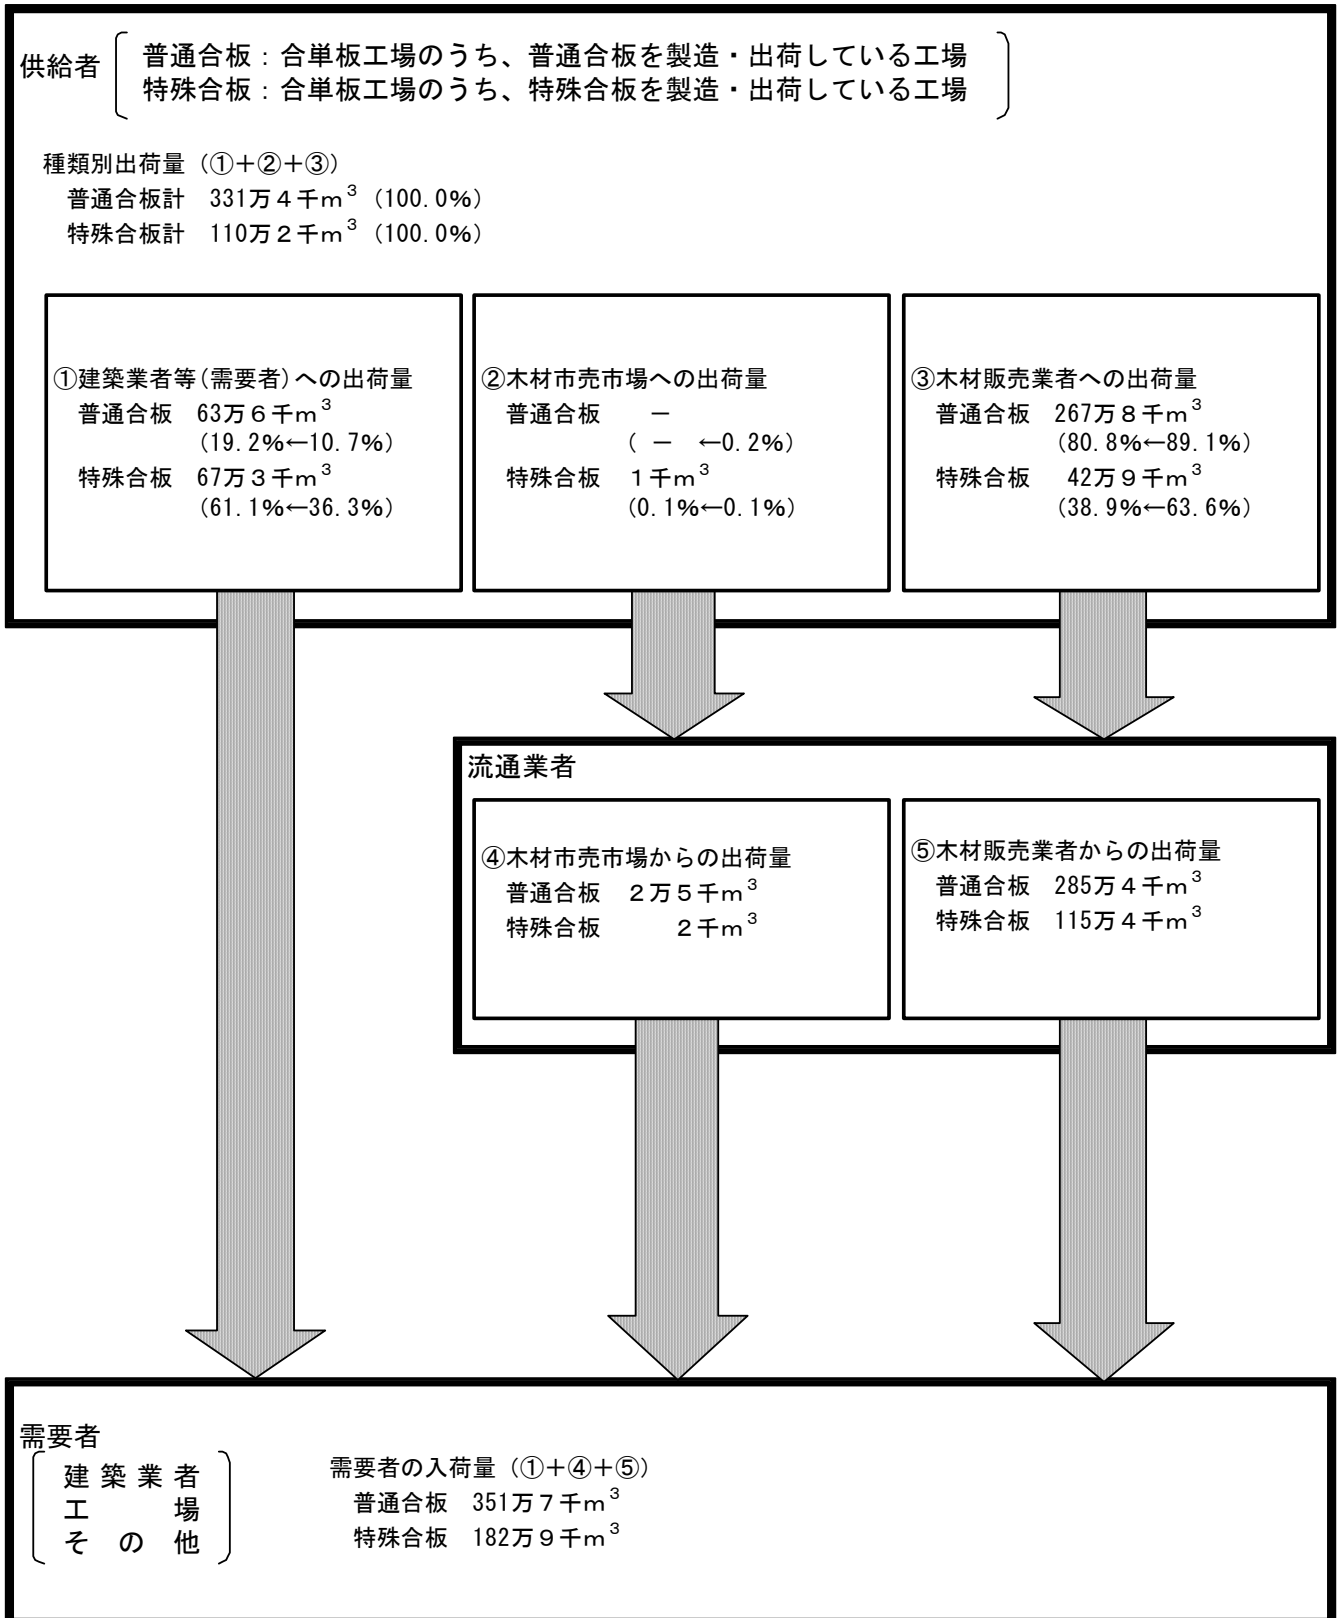 供給者
普通合板：合単板工場のうち、普通合板を製造・出荷している工場
特殊合板：合単板工場のうち、特殊合板を製造・出荷している工場
種類別出荷量（①＋②＋③）
普通合板計 331万４千ｍ³（100.0%）
特殊合板計 110万２千ｍ³（100.0%）
①建築業者等（需要者）への出荷量
普通合板 63万６千ｍ³
（19.2%←10.7%）
特殊合板 67万３千ｍ³
（61.1%←36.3%）
②木材市売市場への出荷量
普通合板 －
（ － ←0.2%）
特殊合板 １千ｍ³
（0.1%←0.1%）
③木材販売業者への出荷量
普通合板 267万８千ｍ³
（80.8%←89.1%）
特殊合板 42万９千ｍ³
（38.9%←63.6%）
流通業者
④木材市売市場からの出荷量
普通合板 ２万５千ｍ³
特殊合板 ２千ｍ³
⑤木材販売業者からの出荷量
普通合板 285万４千ｍ³
特殊合板 115万４千ｍ³
需要者
建築業者
工場
その他
需要者の入荷量（①＋④＋⑤）
普通合板 351万７千ｍ³
特殊合板 182万９千ｍ³